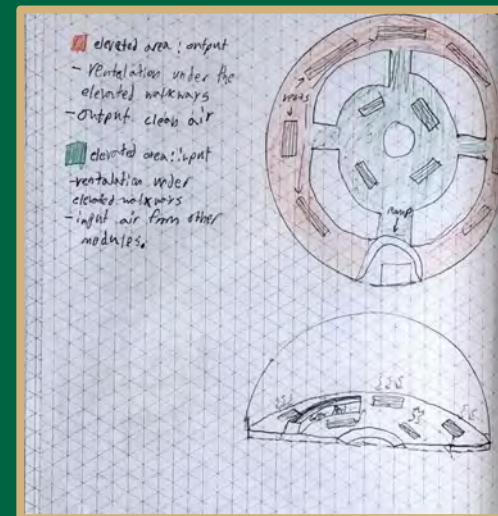 elevated area : output
- ventalation under the
elevated walkways
- output clean air
elevated area : input
- ventalation under
elevated walkways
- input air from other
modules.
vents
ramp